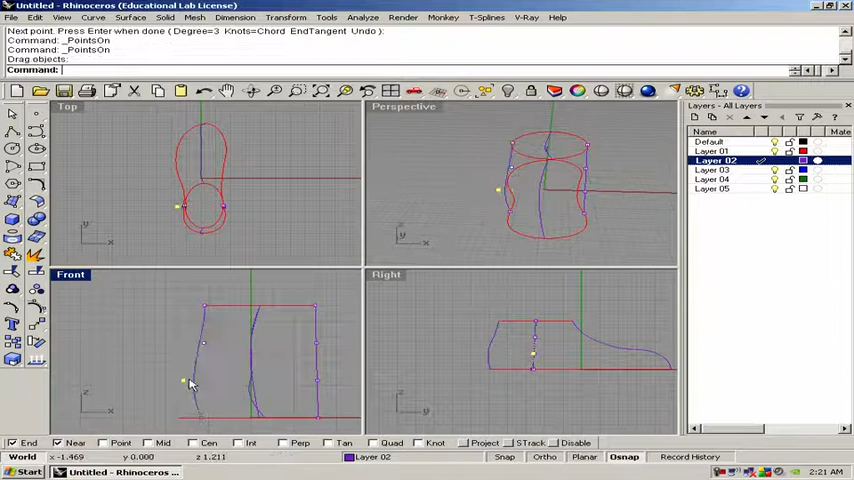 Untitled - Rhinoceros (Educational Lab License)
File Edit View Curve Surface Solid Mesh Dimension Transform Tools Analyze Render Monkey T-Splines V-Ray Help
Next point. Press Enter when done ( Degree=3 Knots=Chord EndTangent Undo ):
Command: _PointsOn
Command: _PointsOn
Drag objects:
Command:
Top
Perspective
Layers - All Layers
Name Mate
Default
Layer 01
Layer 02
Layer 03
Layer 04
Layer 05
y
x
z
y
x
Front
Right
z
x
z
y
End Near Point Mid Cen Int Perp Tan Quad Knot Project STrack Disable
World x -1.469 y 0.000 z 1.211 Layer 02 Snap Ortho Planar Osnap Record History
Start Untitled - Rhinoceros ... 2:21 AM